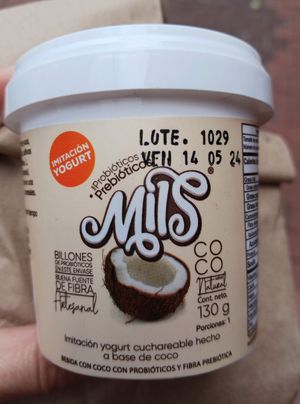 IMITACIÓN
YOGURT
LOTE. 1029
VEN 14 05 24
•Probióticos
•Prebióticos
Mils®
BILLONES
DE PROBIÓTICOS
EN ESTE ENVASE
BUENA FUENTE
DE FIBRA
Artesanal
COCO
Natural
Cont. neto.
130 g
Porciones: 1
Imitación yogurt cuchareable hecho
a base de coco
BEBIDA CON COCO CON PROBIÓTICOS Y FIBRA PREBIÓTICA